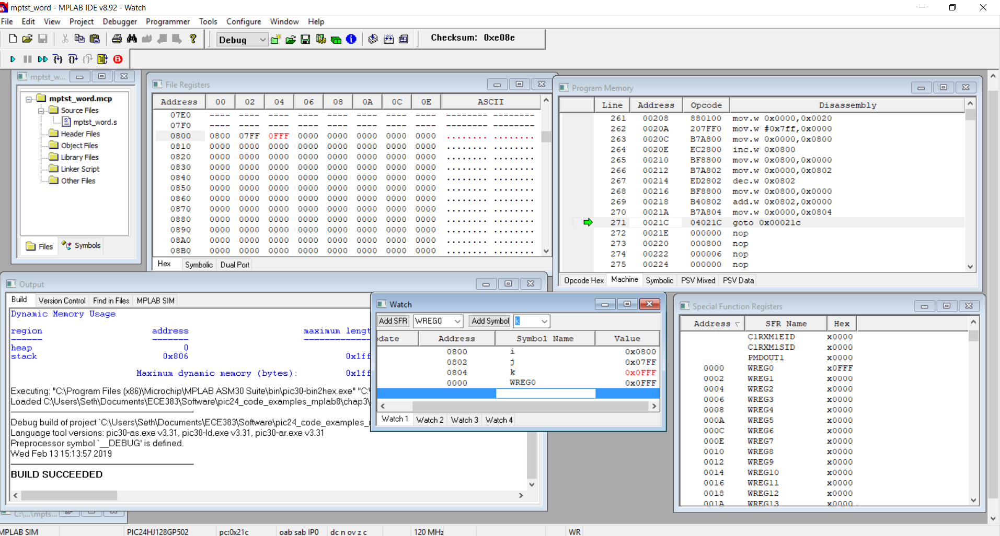 mptst_word - MPLAB IDE v8.92 - Watch
File Edit View Project Debugger Programmer Tools Configure Window Help
Debug Checksum: 0xe08e
mptst_w...
mptst_word.mcp
Source Files
mptst_word.s
Header Files
Object Files
Library Files
Linker Script
Other Files
Files Symbols
File Registers
Address 00 02 04 06 08 0A 0C 0E ASCII
07E0 ---- ---- ---- ---- ---- ---- ---- ---- -------- --------
07F0 ---- ---- ---- ---- ---- ---- ---- ---- -------- --------
0800 0800 07FF 0FFF 0000 0000 0000 0000 0000 ........ ........
0810 0000 0000 0000 0000 0000 0000 0000 0000 ........ ........
0820 0000 0000 0000 0000 0000 0000 0000 0000 ........ ........
0830 0000 0000 0000 0000 0000 0000 0000 0000 ........ ........
0840 0000 0000 0000 0000 0000 0000 0000 0000 ........ ........
0850 0000 0000 0000 0000 0000 0000 0000 0000 ........ ........
0860 0000 0000 0000 0000 0000 0000 0000 0000 ........ ........
0870 0000 0000 0000 0000 0000 0000 0000 0000 ........ ........
0880 0000 0000 0000 0000 0000 0000 0000 0000 ........ ........
0890 0000 0000 0000 0000 0000 0000 0000 0000 ........ ........
08A0 0000 0000 0000 0000 0000 0000 0000 0000 ........ ........
08B0 0000 0000 0000 0000 0000 0000 0000 0000 ........ ........
Hex Symbolic Dual Port
Program Memory
Line Address Opcode Disassembly
261 00208 880100 mov.w 0x0000,0x0020
262 0020A 207FF0 mov.w #0x7ff,0x0000
263 0020C B7A800 mov.w 0x0000,0x0800
264 0020E EC2800 inc.w 0x0800
265 00210 BF8800 mov.w 0x0800,0x0000
266 00212 B7A802 mov.w 0x0000,0x0802
267 00214 ED2802 dec.w 0x0802
268 00216 BF8800 mov.w 0x0800,0x0000
269 00218 B40802 add.w 0x0802,0x0000
270 0021A B7A804 mov.w 0x0000,0x0804
271 0021C 04021C goto 0x00021c
272 0021E 000000 nop
273 00220 000800 nop
274 00222 000006 nop
275 00224 000000 nop
Opcode Hex Machine Symbolic PSV Mixed PSV Data
Output
Build Version Control Find in Files MPLAB SIM
Dynamic Memory Usage
region address maximum lengt
------ ------- -------------
heap 0
stack 0x806 0x1ff
Maximum dynamic memory (bytes): 0x1ff
Executing: "C:\Program Files (x86)\Microchip\MPLAB ASM30 Suite\bin\pic30-bin2hex.exe" "C:\
Loaded C:\Users\Seth\Documents\ECE383\Software\pic24_code_examples_mplab8\chap3\
Debug build of project `C:\Users\Seth\Documents\ECE383\Software\pic24_code_examples_
Language tool versions: pic30-as.exe v3.31, pic30-ld.exe v3.31, pic30-ar.exe v3.31
Preprocessor symbol `__DEBUG' is defined.
Wed Feb 13 15:13:57 2019
BUILD SUCCEEDED
Watch
Add SFR WREG0 Add Symbol k
date Address Symbol Name Value
0800 i 0x0800
0802 j 0x07FF
0804 k 0x0FFF
0000 WREG0 0x0FFF
Watch 1 Watch 2 Watch 3 Watch 4
Special Function Registers
Address SFR Name Hex
C1RXM1EID x0000
C1RXM1SID x0000
PMDOUT1 x0000
0000 WREG0 x0FFF
0002 WREG1 x0000
0004 WREG2 x0000
0006 WREG3 x0000
0008 WREG4 x0000
000A WREG5 x0000
000C WREG6 x0000
000E WREG7 x0000
0010 WREG8 x0000
0012 WREG9 x0000
0014 WREG10 x0000
0016 WREG11 x0000
0018 WREG12 x0000
001A WREG13 x0000
C:\...\mpts...
MPLAB SIM PIC24HJ128GP502 pc:0x21c oab sab IP0 dc n ov z c 120 MHz WR